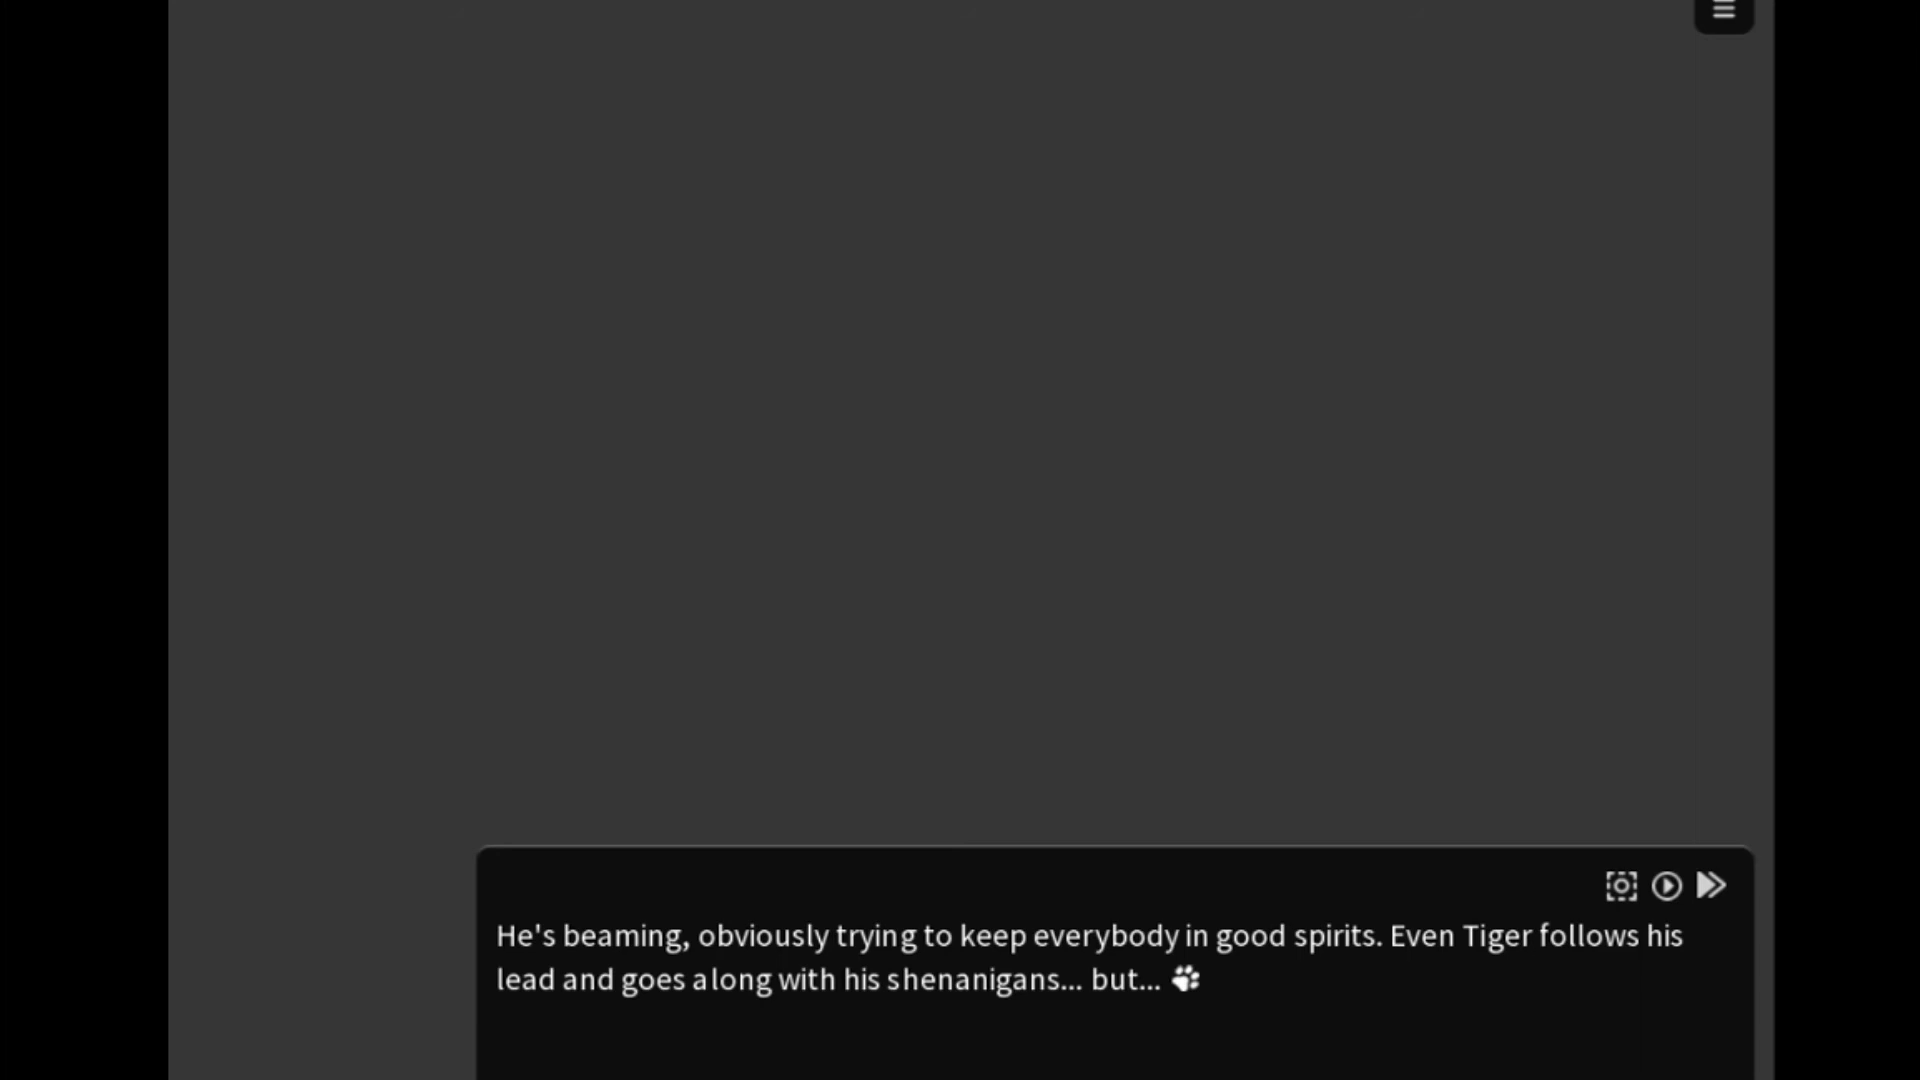 He's beaming, obviously trying to keep everybody in good spirits. Even Tiger follows his
lead and goes along with his shenanigans... but...